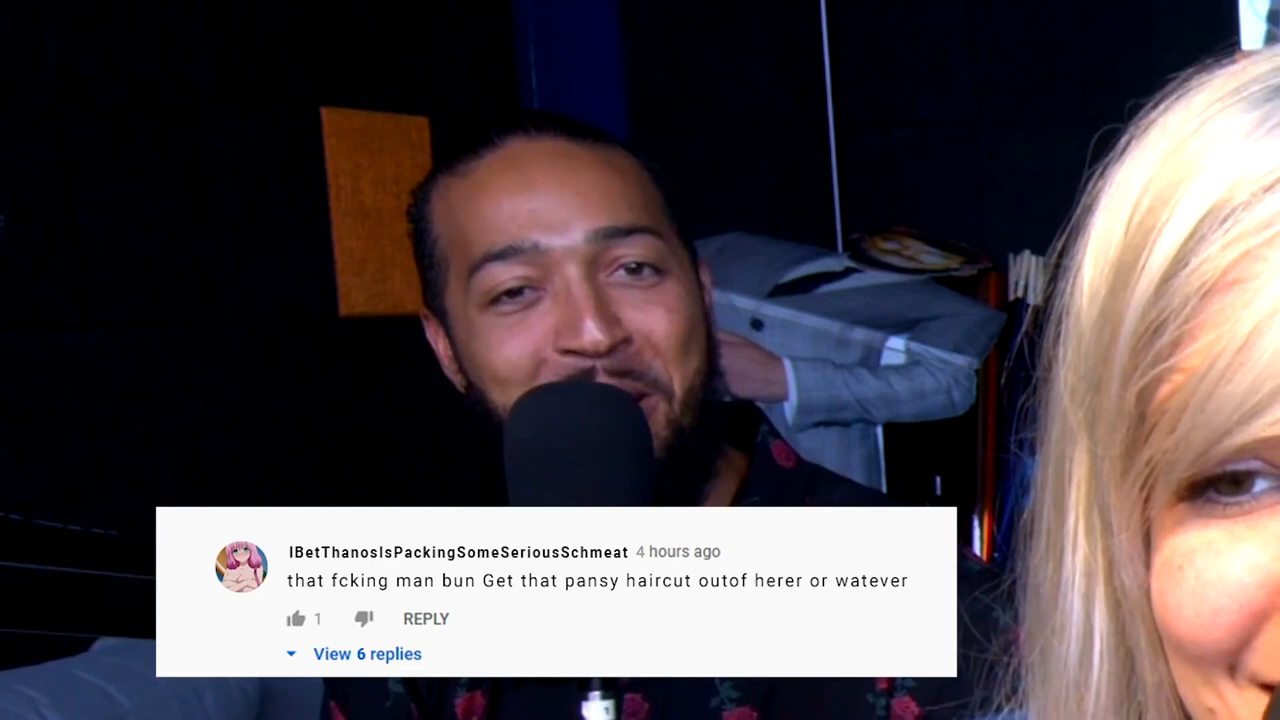 IBetThanosIsPackingSomeSeriousSchmeat 4 hours ago
that fcking man bun Get that pansy haircut outof herer or watever
1 REPLY
View 6 replies